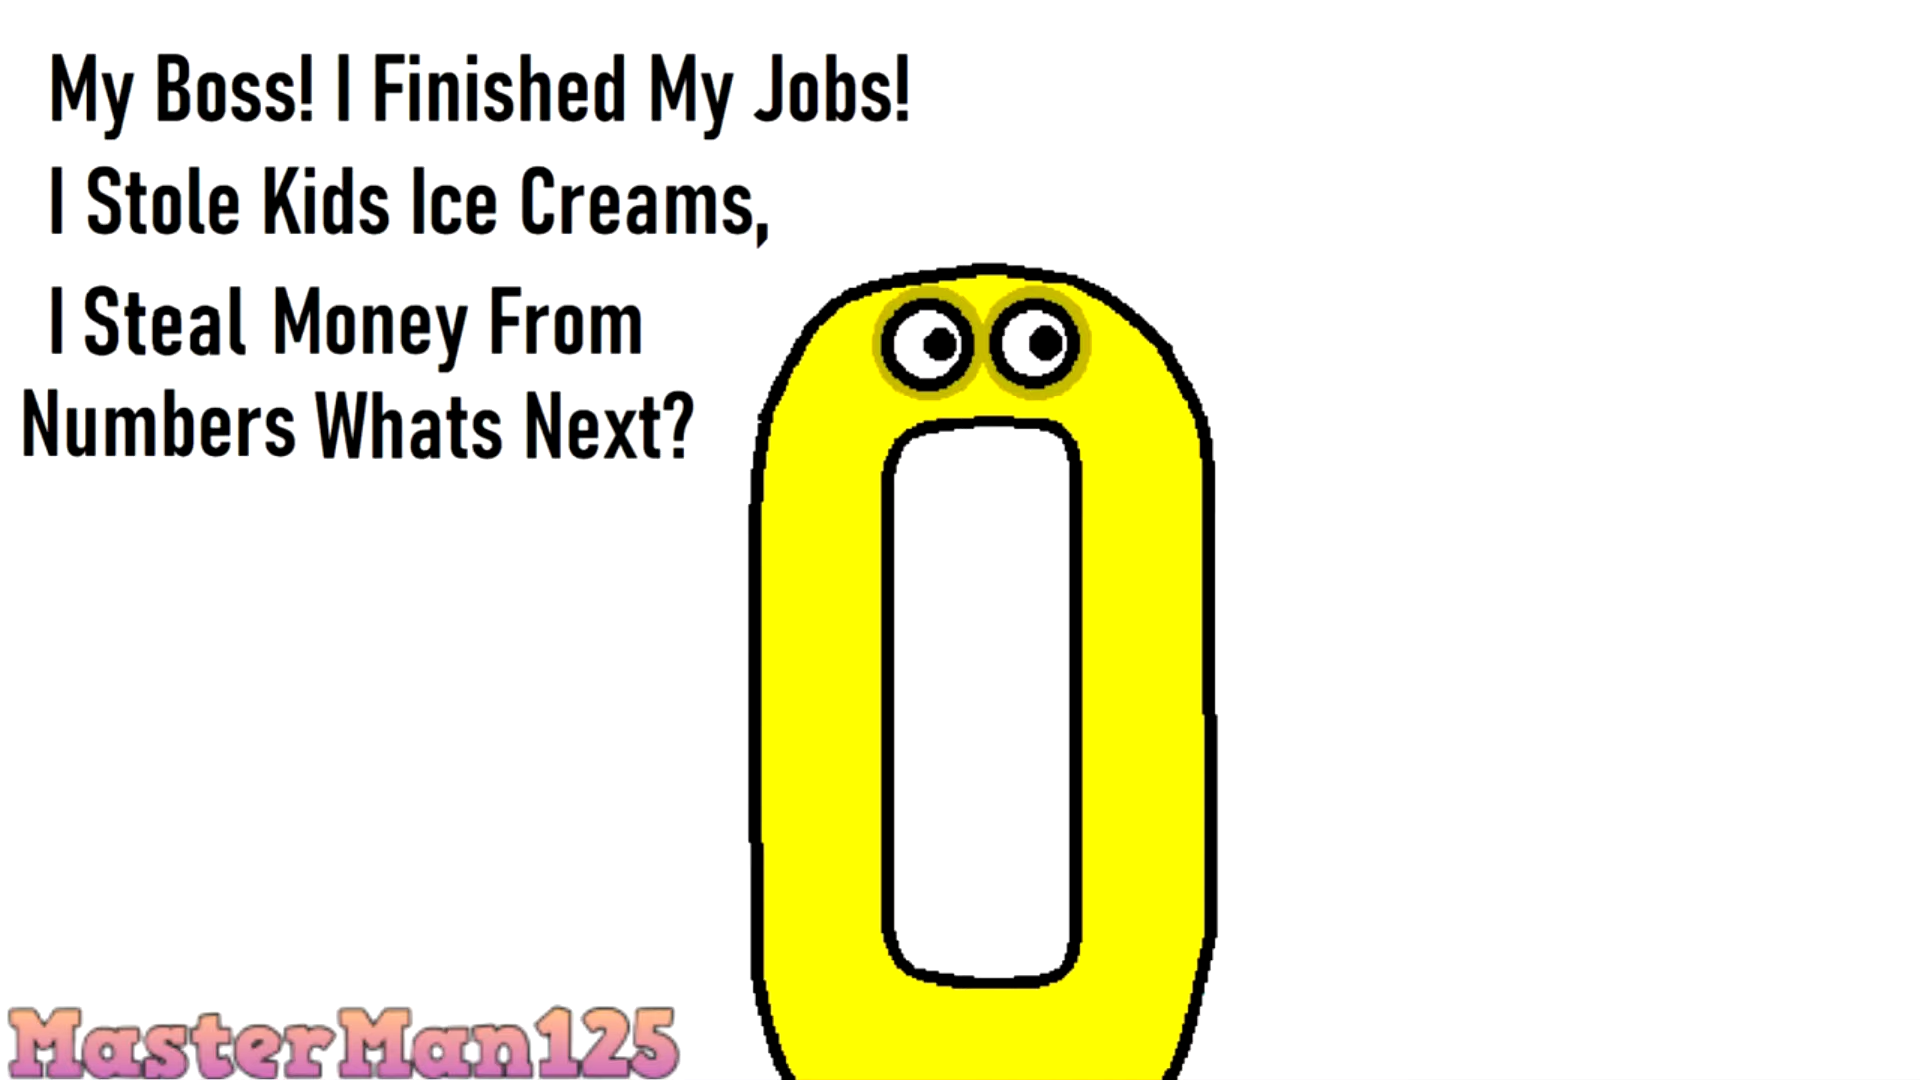 My Boss! I Finished My Jobs!
I Stole Kids Ice Creams,
I Steal Money From
Numbers Whats Next?
MasterMan125